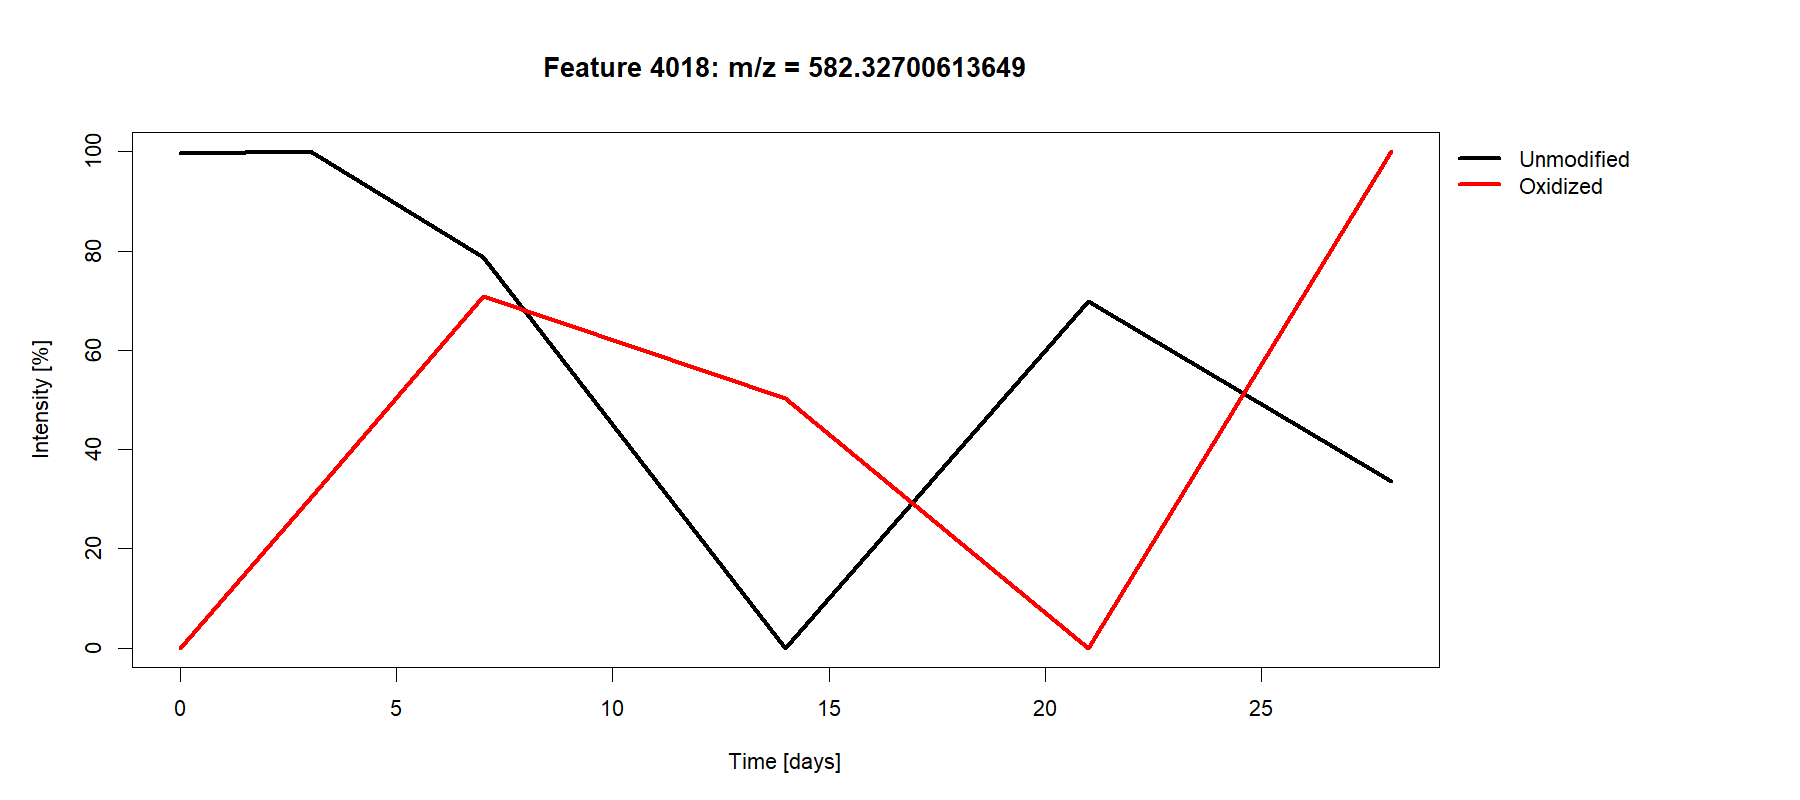 Feature 4018: m/z = 582.32700613649
Unmodified
Oxidized
Intensity [%]
100
80
60
40
20
0
0 5 10 15 20 25
Time [days]